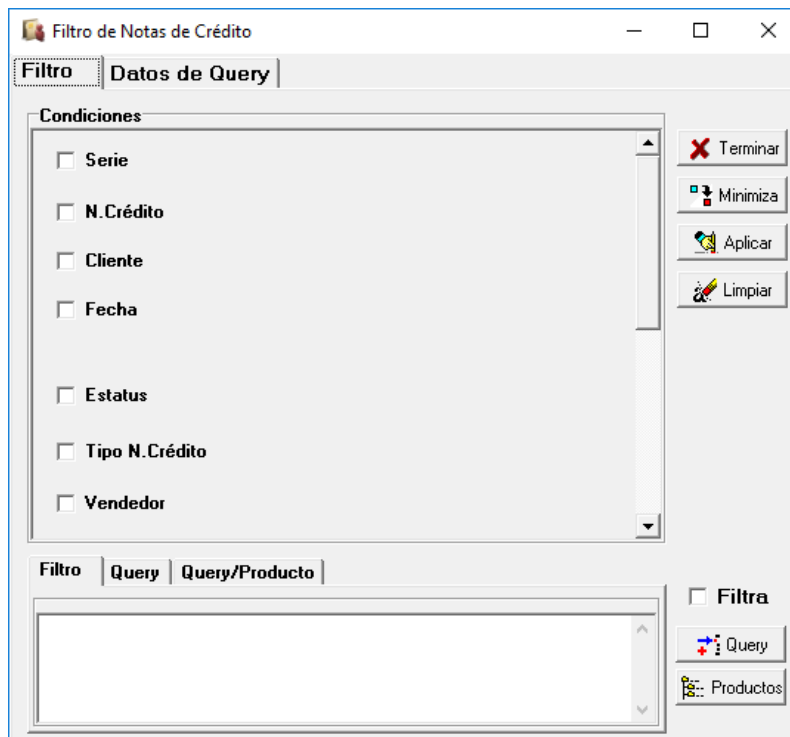 Filtro de Notas de Crédito
Filtro Datos de Query
Condiciones
Serie
N.Crédito
Cliente
Fecha
Estatus
Tipo N.Crédito
Vendedor
Terminar
Minimiza
Aplicar
Limpiar
Filtro Query Query/Producto
Filtra
Query
Productos